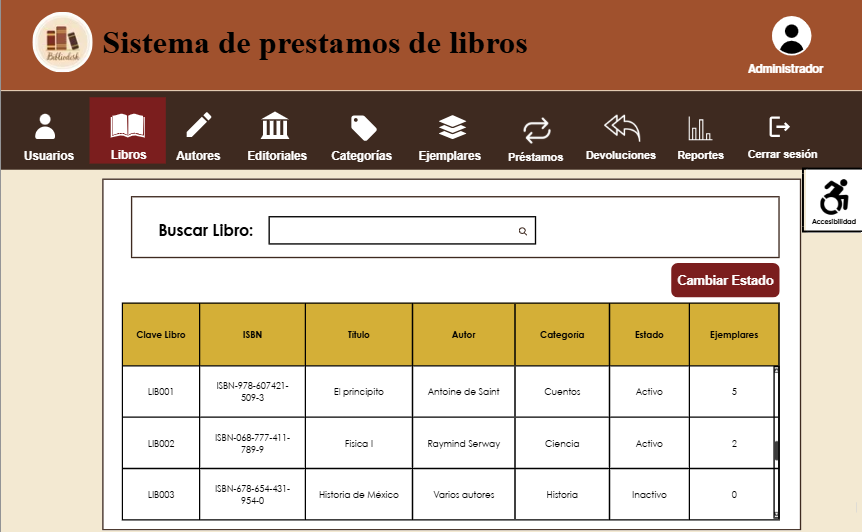 Bibliodesk
Sistema de prestamos de libros
Administrador
Usuarios
Libros
Autores
Editoriales
Categorías
Ejemplares
Préstamos
Devoluciones
Reportes
Cerrar sesión
Accesibilidad
Buscar Libro:
Cambiar Estado
Clave Libro ISBN Título Autor Categoría Estado Ejemplares
ISBN-978-607421-
LIB001 El principito Antoine de Saint Cuentos Activo 5
509-3
ISBN-068-777-411-
LIB002 Fisica I Raymind Serway Ciencia Activo 2
789-9
ISBN-678-654-431-
LIB003 Historia de México Varios autores Historia Inactivo 0
954-0